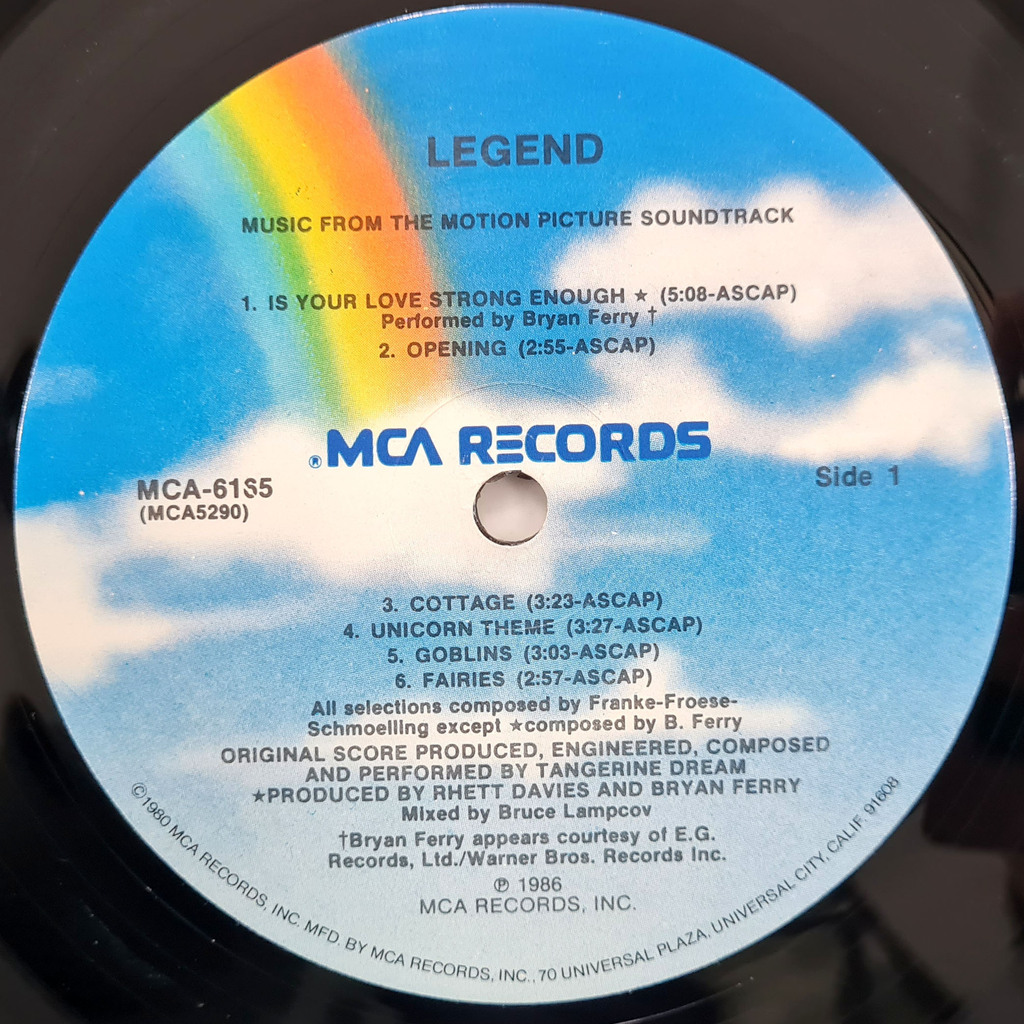 LEGEND
MUSIC FROM THE MOTION PICTURE SOUNDTRACK
1. IS YOUR LOVE STRONG ENOUGH ★ (5:08-ASCAP)
Performed by Bryan Ferry †
2. OPENING (2:55-ASCAP)
® MCA RECORDS
MCA-6165
(MCA5290)
Side 1
3. COTTAGE (3:23-ASCAP)
4. UNICORN THEME (3:27-ASCAP)
5. GOBLINS (3:03-ASCAP)
6. FAIRIES (2:57-ASCAP)
All selections composed by Franke-Froese-
Schmoelling except ★composed by B. Ferry
ORIGINAL SCORE PRODUCED, ENGINEERED, COMPOSED
AND PERFORMED BY TANGERINE DREAM
★PRODUCED BY RHETT DAVIES AND BRYAN FERRY
Mixed by Bruce Lampcov
†Bryan Ferry appears courtesy of E.G.
Records, Ltd./Warner Bros. Records Inc.
℗ 1986
MCA RECORDS, INC.
©1980 MCA RECORDS, INC. MFD. BY MCA RECORDS, INC., 70 UNIVERSAL PLAZA, UNIVERSAL CITY, CALIF. 91608